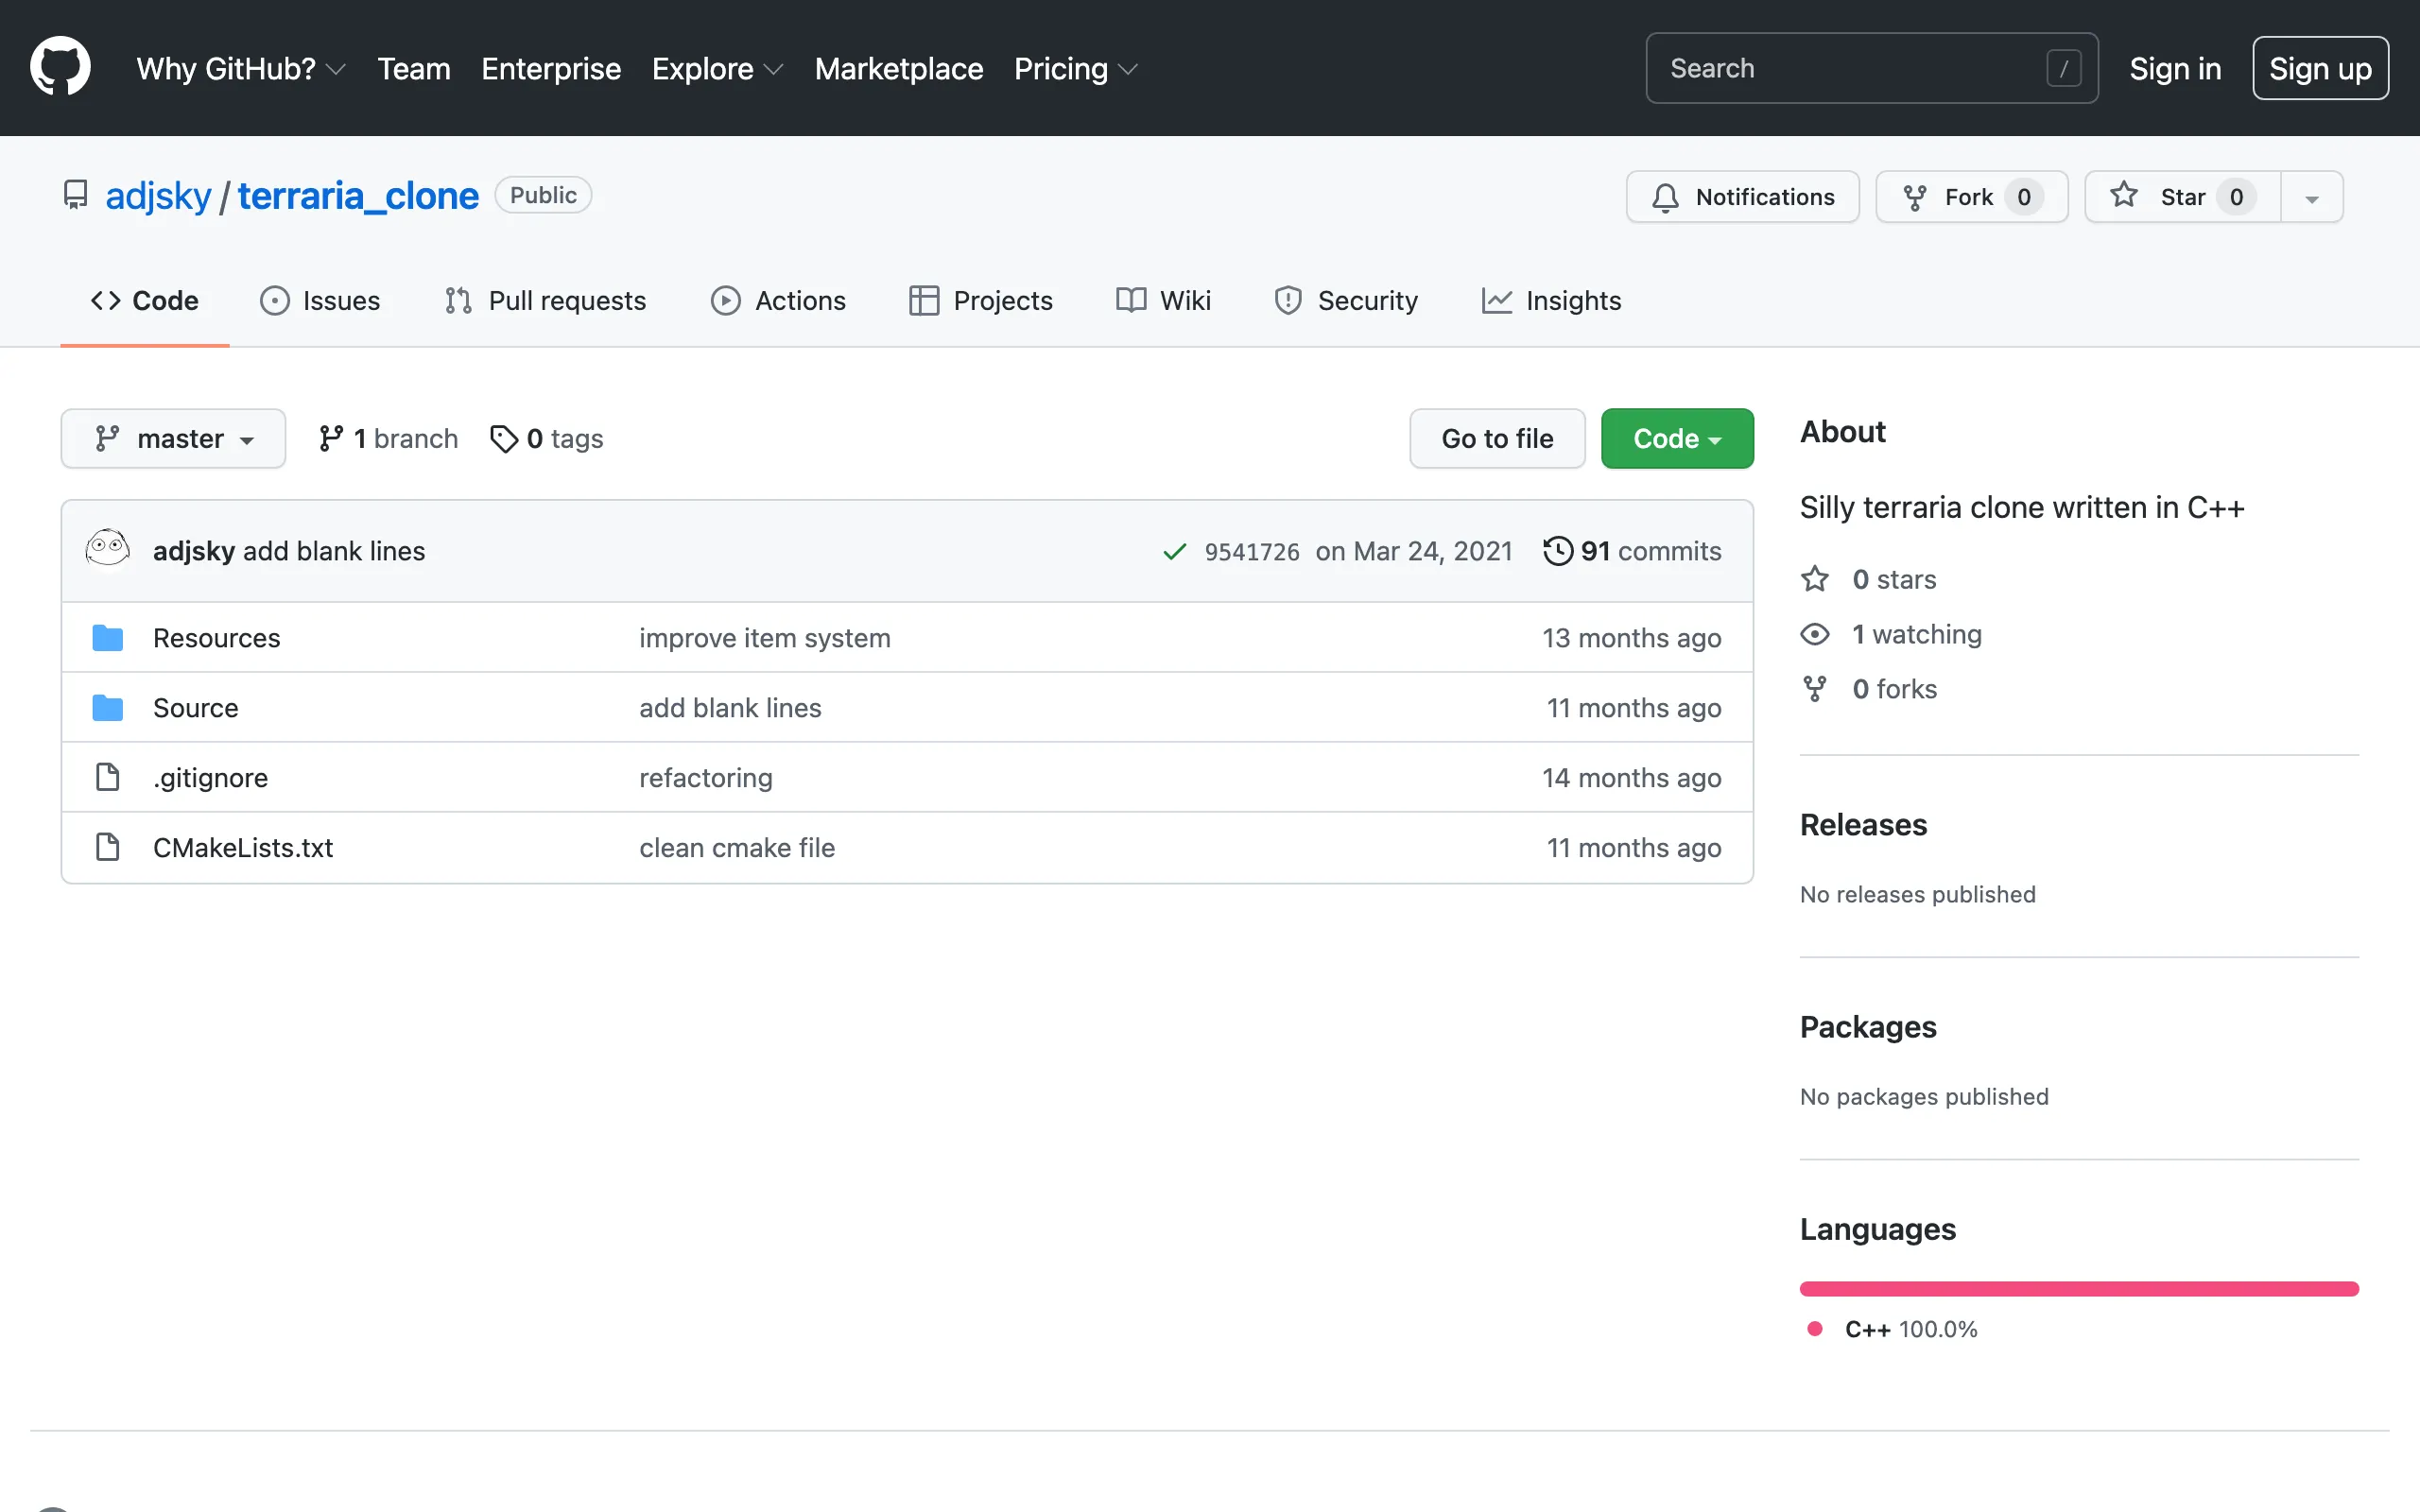 Why GitHub? Team Enterprise Explore Marketplace Pricing Search / Sign in Sign up
adjsky / terraria_clone Public Notifications Fork 0 Star 0
Code Issues Pull requests Actions Projects Wiki Security Insights
master 1 branch 0 tags Go to file Code
adjsky add blank lines 9541726 on Mar 24, 2021 91 commits
Resources improve item system 13 months ago
Source add blank lines 11 months ago
.gitignore refactoring 14 months ago
CMakeLists.txt clean cmake file 11 months ago
About
Silly terraria clone written in C++
0 stars
1 watching
0 forks
Releases
No releases published
Packages
No packages published
Languages
C++ 100.0%